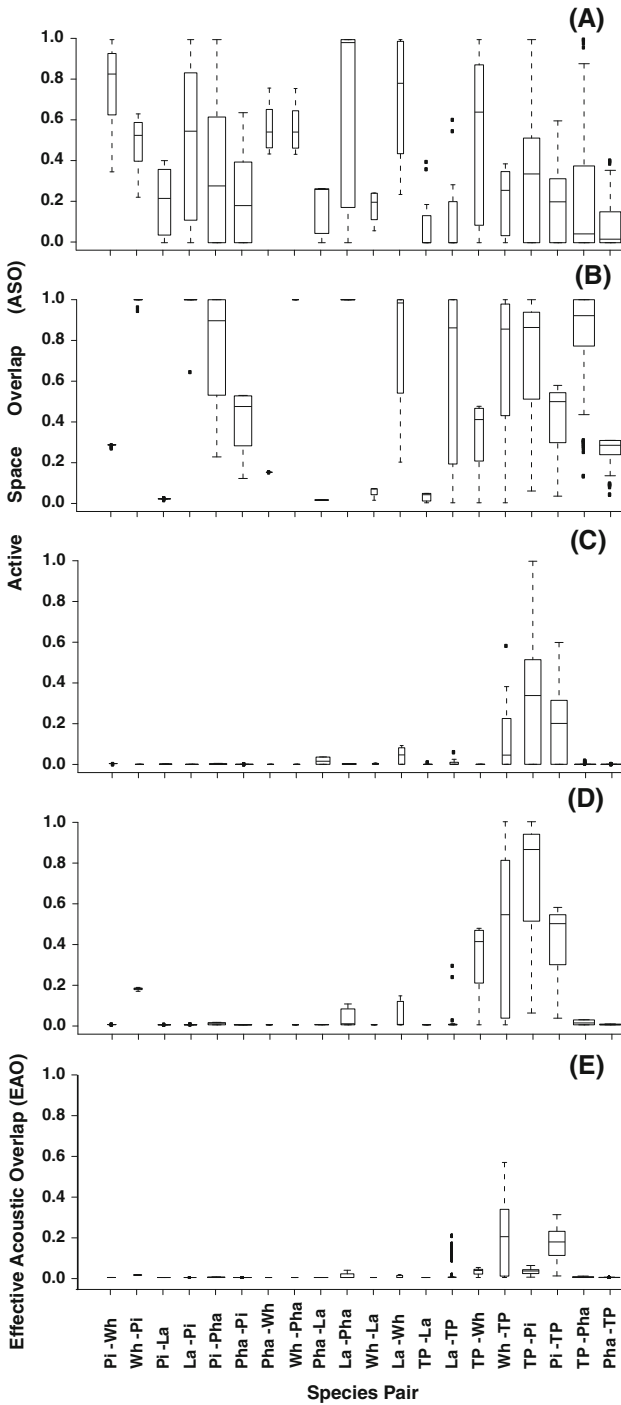 (A)
1.0
0.8
0.6
0.4
0.2
0.0
(B)
1.0
0.8
0.6
0.4
0.2
0.0
(C)
1.0
0.8
0.6
0.4
0.2
0.0
(D)
1.0
0.8
0.6
0.4
0.2
0.0
(E)
1.0
0.8
0.6
0.4
0.2
0.0
Active Space Overlap (ASO)
Effective Acoustic Overlap (EAO)
Pi -Wh
Wh -Pi
Pi -La
La -Pi
Pi -Pha
Pha -Pi
Pha -Wh
Wh -Pha
Pha -La
La -Pha
Wh -La
La -Wh
TP -La
La -TP
TP -Wh
Wh -TP
TP -Pi
Pi -TP
TP -Pha
Pha -TP
Species Pair